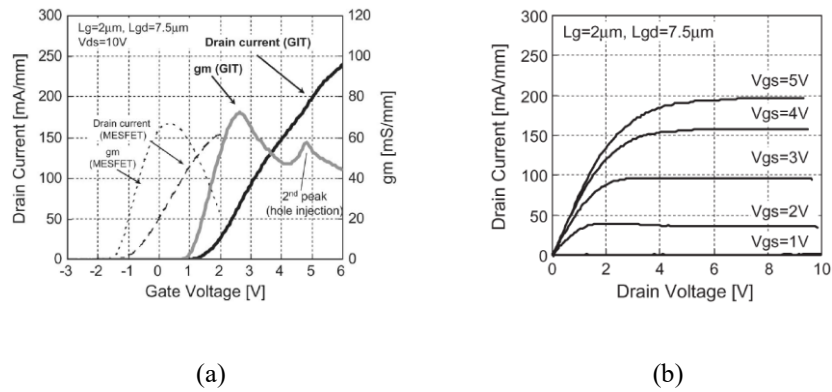 Lg=2μm, Lgd=7.5μm
Vds=10V
Drain current (GIT)
gm (GIT)
Drain current
(MESFET)
gm
(MESFET)
2nd peak
(hole injection)
300
250
200
150
100
50
0
120
100
80
60
40
20
0
-3 -2 -1 0 1 2 3 4 5 6
Drain Current [mA/mm]
gm [mS/mm]
Gate Voltage [V]
(a)
Lg=2μm, Lgd=7.5μm
Vgs=5V
Vgs=4V
Vgs=3V
Vgs=2V
Vgs=1V
300
250
200
150
100
50
0
0 2 4 6 8 10
Drain Current [mA/mm]
Drain Voltage [V]
(b)